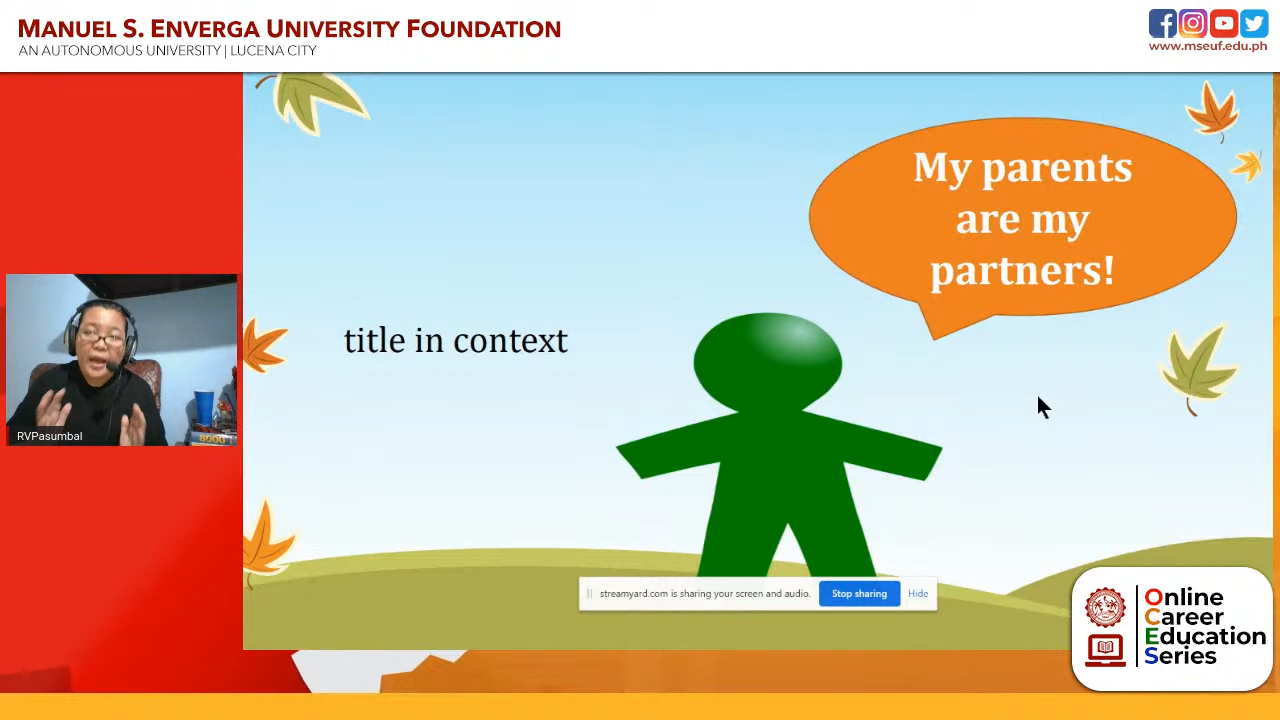 MANUEL S. ENVERGA UNIVERSITY FOUNDATION
AN AUTONOMOUS UNIVERSITY | LUCENA CITY
www.mseuf.edu.ph
My parents
are my
partners!
title in context
RVPasumbal
8000
streamyard.com is sharing your screen and audio.
Stop sharing
Hide
Online
Career
Education
Series